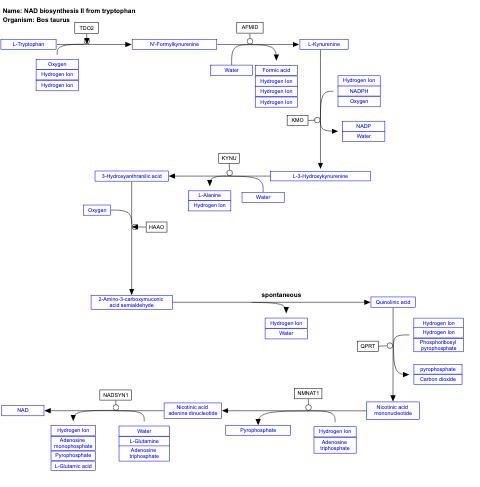 Name: NAD biosynthesis II from tryptophan
Organism: Bos taurus
TDO2
AFMID
L-Tryptophan
N'-Formylkynurenine
L-Kynurenine
Oxygen
Hydrogen Ion
Hydrogen Ion
Water
Formic acid
Hydrogen Ion
Hydrogen Ion
Hydrogen Ion
Hydrogen Ion
NADPH
Oxygen
KMO
NADP
Water
KYNU
3-Hydroxyanthranilic acid
L-3-Hydroxykynurenine
L-Alanine
Hydrogen Ion
Water
Oxygen
HAAO
2-Amino-3-carboxymuconic
acid semialdehyde
spontaneous
Quinolinic acid
Hydrogen Ion
Water
Hydrogen Ion
Hydrogen Ion
Phosphoribosyl
pyrophosphate
QPRT
pyrophosphate
Carbon dioxide
NADSYN1
NMNAT1
NAD
Nicotinic acid
adenine dinucleotide
Nicotinic acid
mononucleotide
Hydrogen Ion
Adenosine
monophosphate
Pyrophosphate
L-Glutamic acid
Water
L-Glutamine
Adenosine
triphosphate
Pyrophosphate
Hydrogen Ion
Adenosine
triphosphate